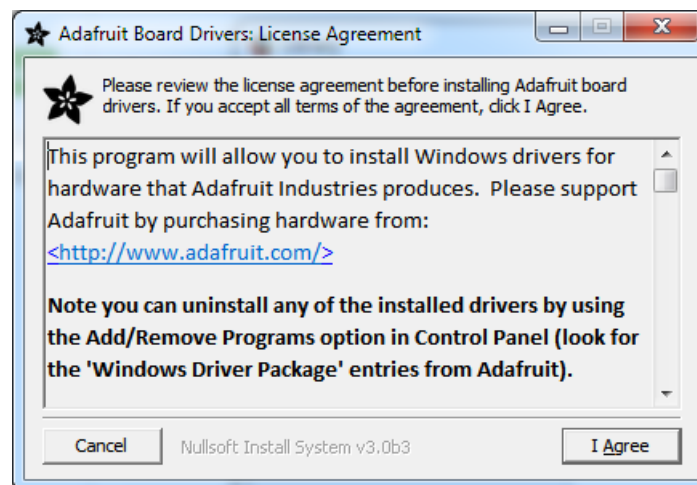 Adafruit Board Drivers: License Agreement
Please review the license agreement before installing Adafruit board
drivers. If you accept all terms of the agreement, click I Agree.
This program will allow you to install Windows drivers for
hardware that Adafruit Industries produces.  Please support
Adafruit by purchasing hardware from:
<http://www.adafruit.com/>
Note you can uninstall any of the installed drivers by using
the Add/Remove Programs option in Control Panel (look for
the 'Windows Driver Package' entries from Adafruit).
Cancel
Nullsoft Install System v3.0b3
I Agree